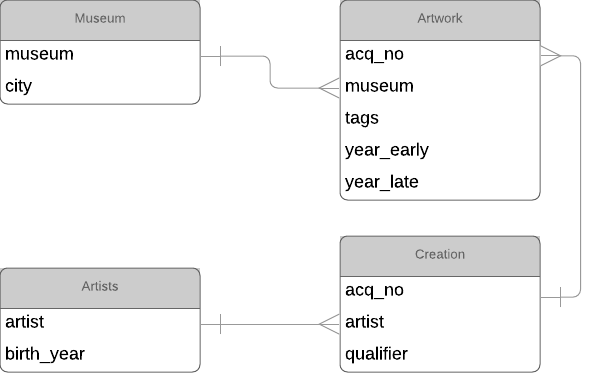 Museum
museum
city
Artwork
acq_no
museum
tags
year_early
year_late
Artists
artist
birth_year
Creation
acq_no
artist
qualifier